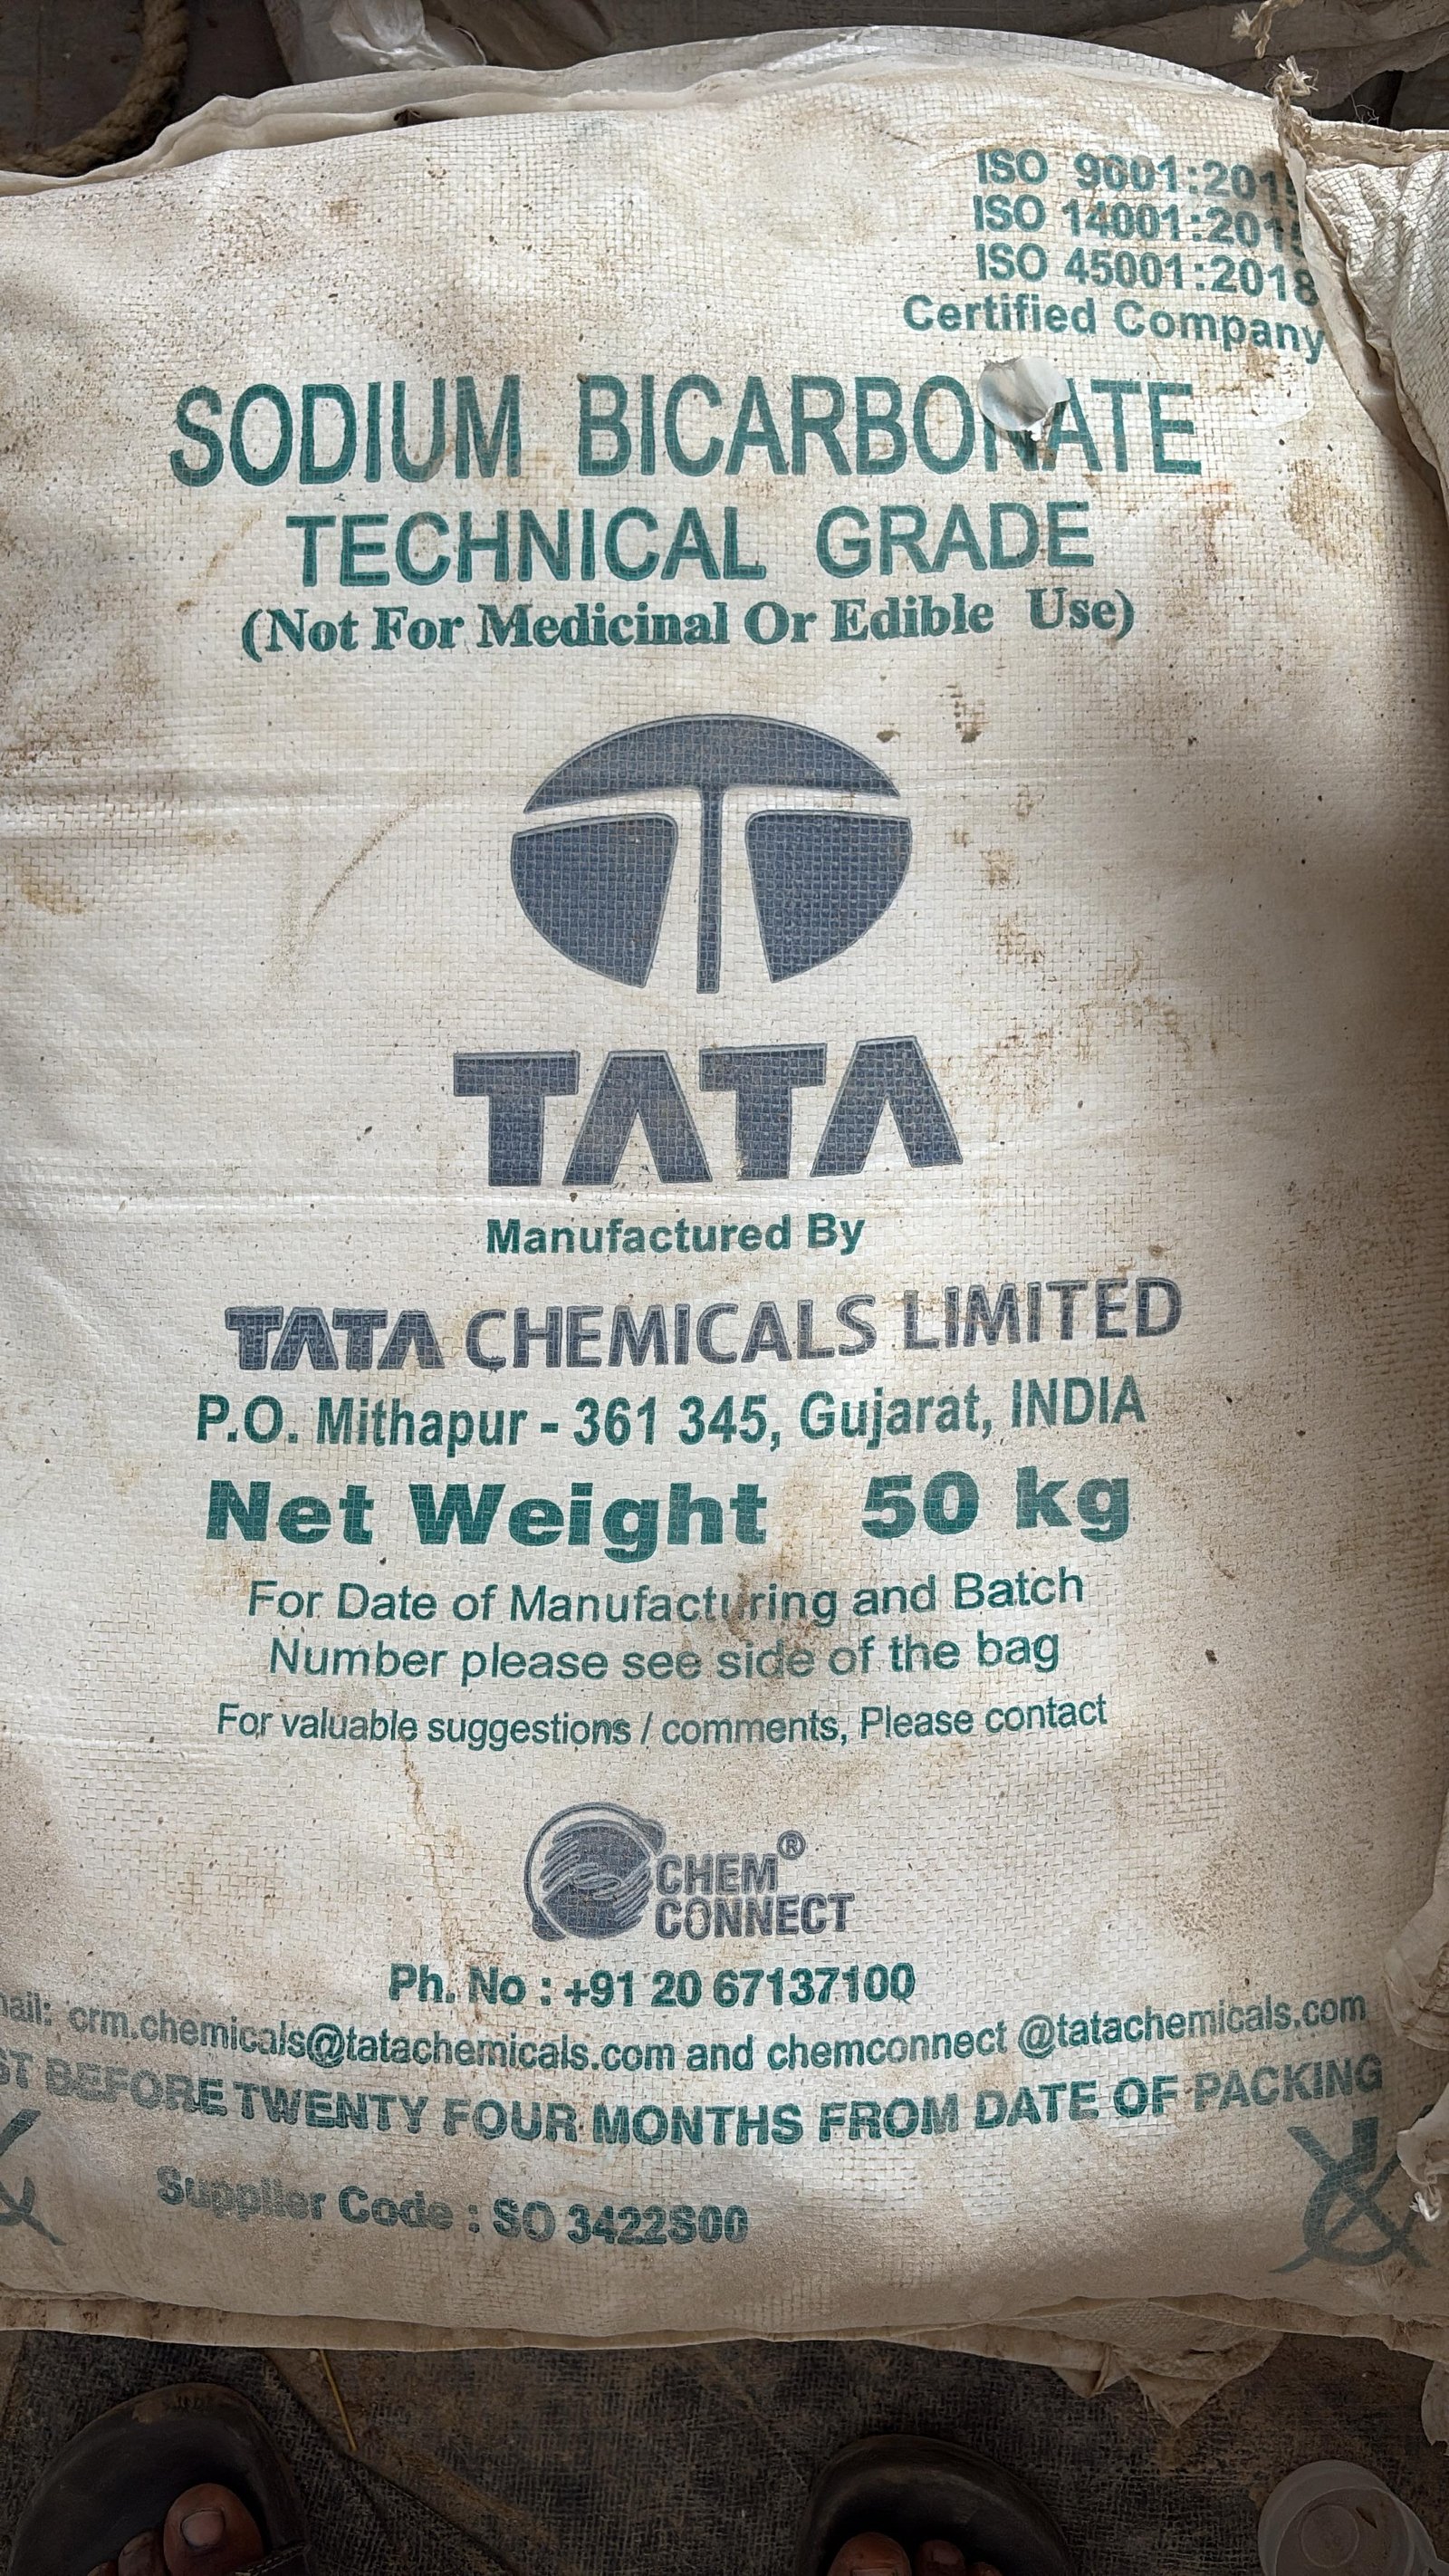 ISO 9001:2015
ISO 14001:2015
ISO 45001:2018
Certified Company
SODIUM BICARBONATE
TECHNICAL GRADE
(Not For Medicinal Or Edible Use)
TATA
Manufactured By
TATA CHEMICALS LIMITED
P.O. Mithapur - 361 345, Gujarat, INDIA
Net Weight 50 kg
For Date of Manufacturing and Batch
Number please see side of the bag
For valuable suggestions / comments, Please contact
CHEM®
CONNECT
Ph. No : +91 20 67137100
ail: crm.chemicals@tatachemicals.com and chemconnect @tatachemicals.com
ST BEFORE TWENTY FOUR MONTHS FROM DATE OF PACKING
Supplier Code : SO 3422S00